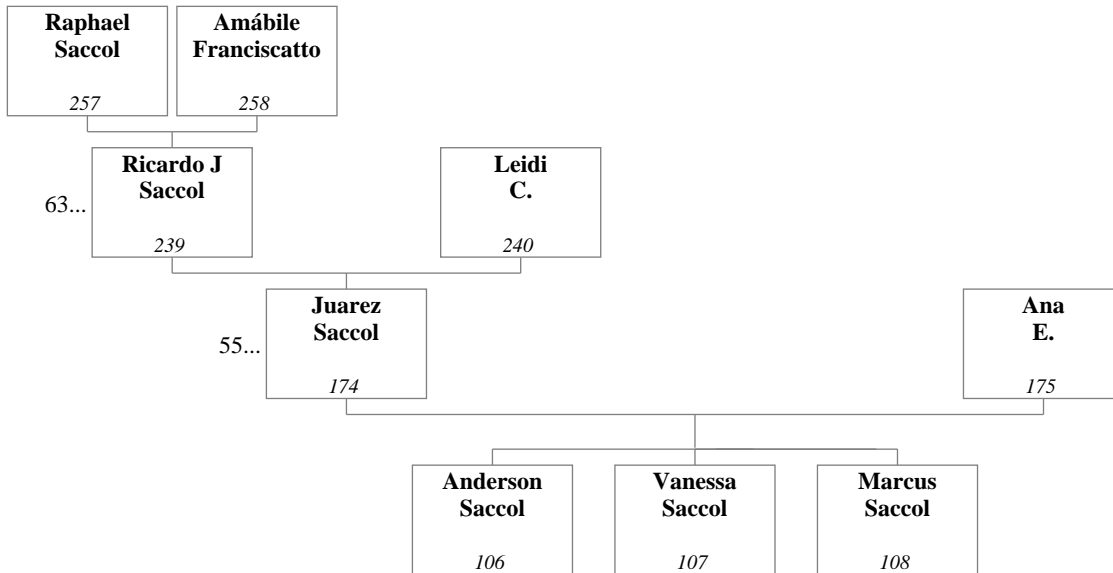 Raphael
Saccol
257
Amábile
Franciscatto
258
63...
Ricardo J
Saccol
239
Leidi
C.
240
55...
Juarez
Saccol
174
Ana
E.
175
Anderson
Saccol
106
Vanessa
Saccol
107
Marcus
Saccol
108